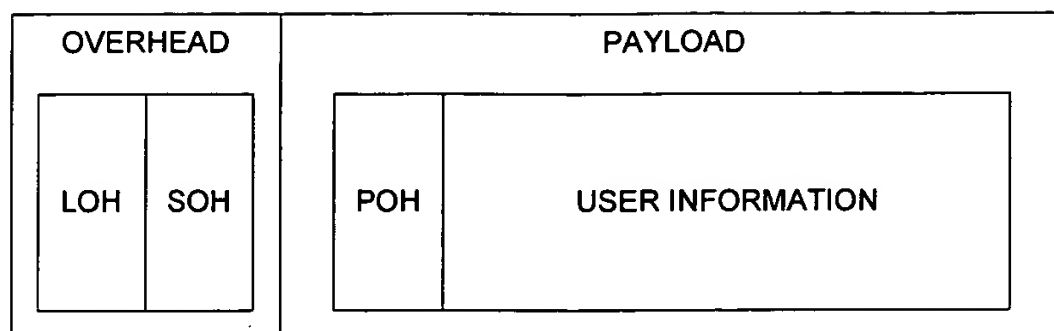 OVERHEAD
PAYLOAD
LOH
SOH
POH
USER INFORMATION